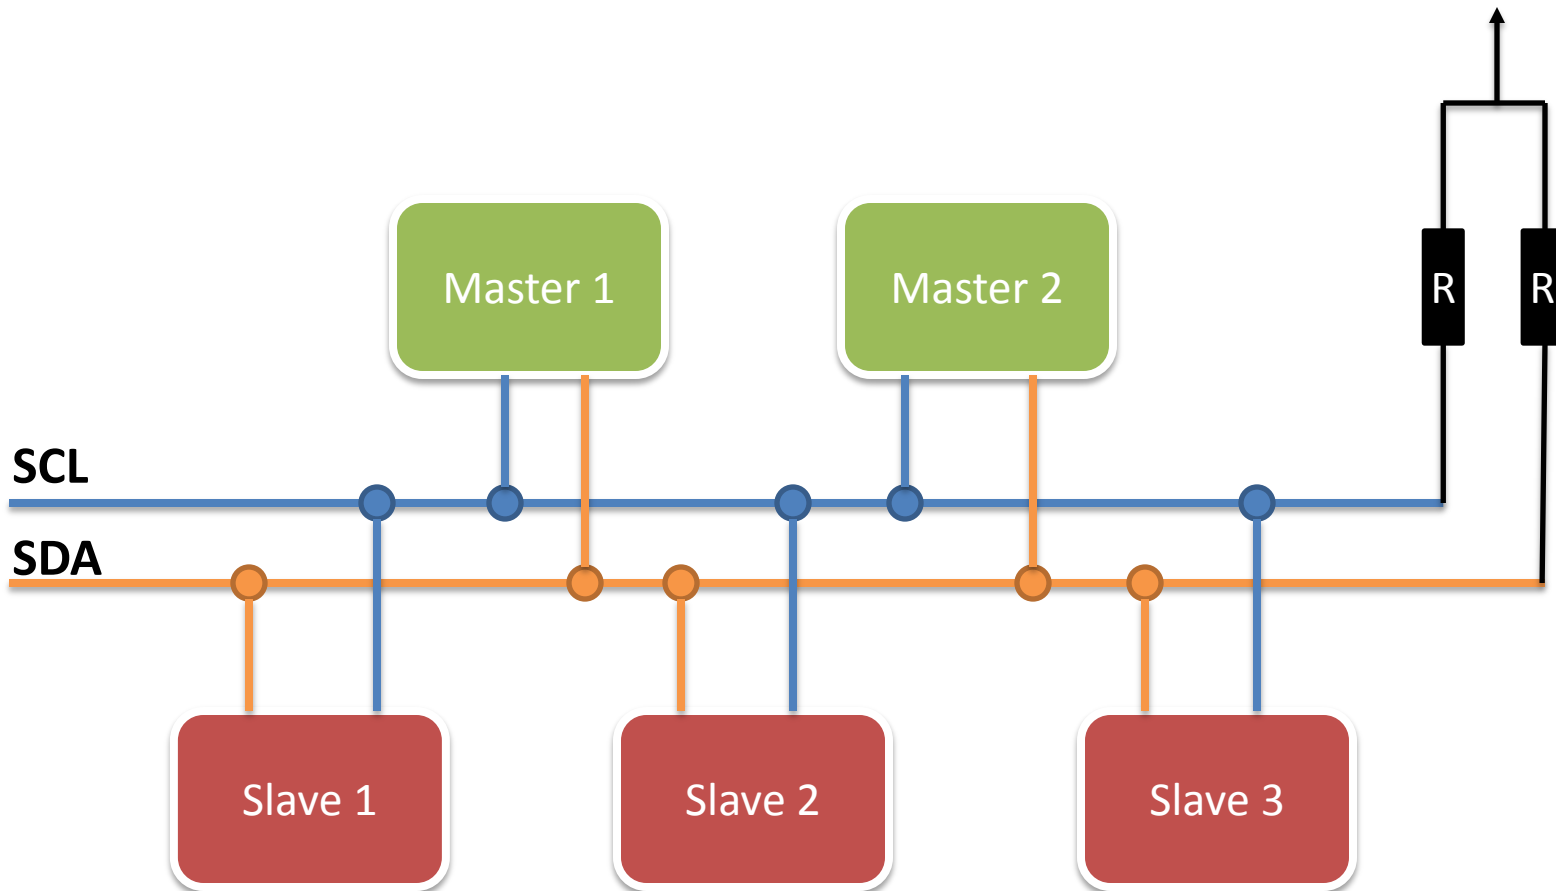 Master 1
Master 2
R
R
SCL
SDA
Slave 1
Slave 2
Slave 3